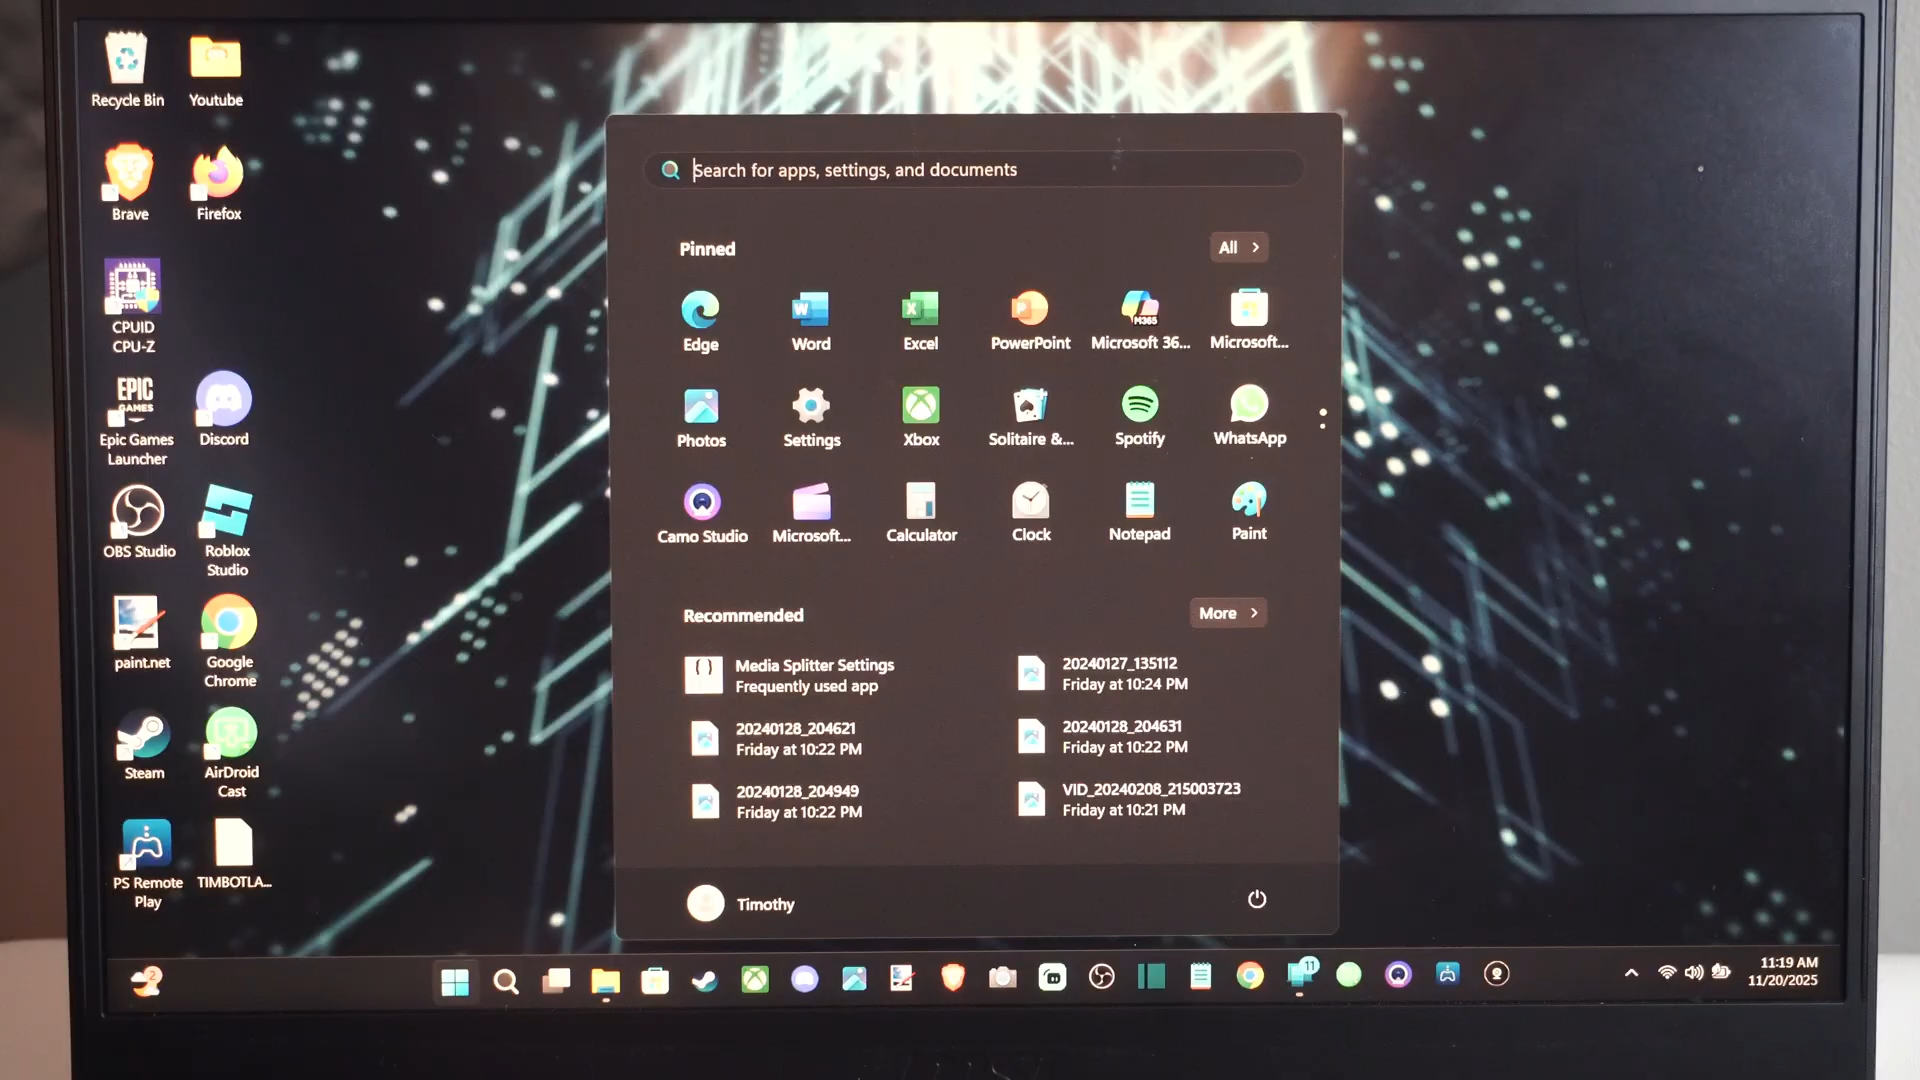 Recycle Bin
Youtube
Brave
Firefox
CPUID
CPU-Z
EPIC
GAMES
Epic Games
Launcher
Discord
OBS Studio
Roblox
Studio
paint.net
Google
Chrome
Steam
AirDroid
Cast
PS Remote
Play
TIMBOTLA...
Search for apps, settings, and documents
Pinned
All >
Edge
Word
Excel
PowerPoint
M365
Microsoft 36...
Microsoft...
Photos
Settings
Xbox
Solitaire &...
Spotify
WhatsApp
Camo Studio
Microsoft...
Calculator
Clock
Notepad
Paint
Recommended
More >
Media Splitter Settings
Frequently used app
20240127_135112
Friday at 10:24 PM
20240128_204621
Friday at 10:22 PM
20240128_204631
Friday at 10:22 PM
20240128_204949
Friday at 10:22 PM
VID_20240208_215003723
Friday at 10:21 PM
Timothy
2
11
11:19 AM
11/20/2025